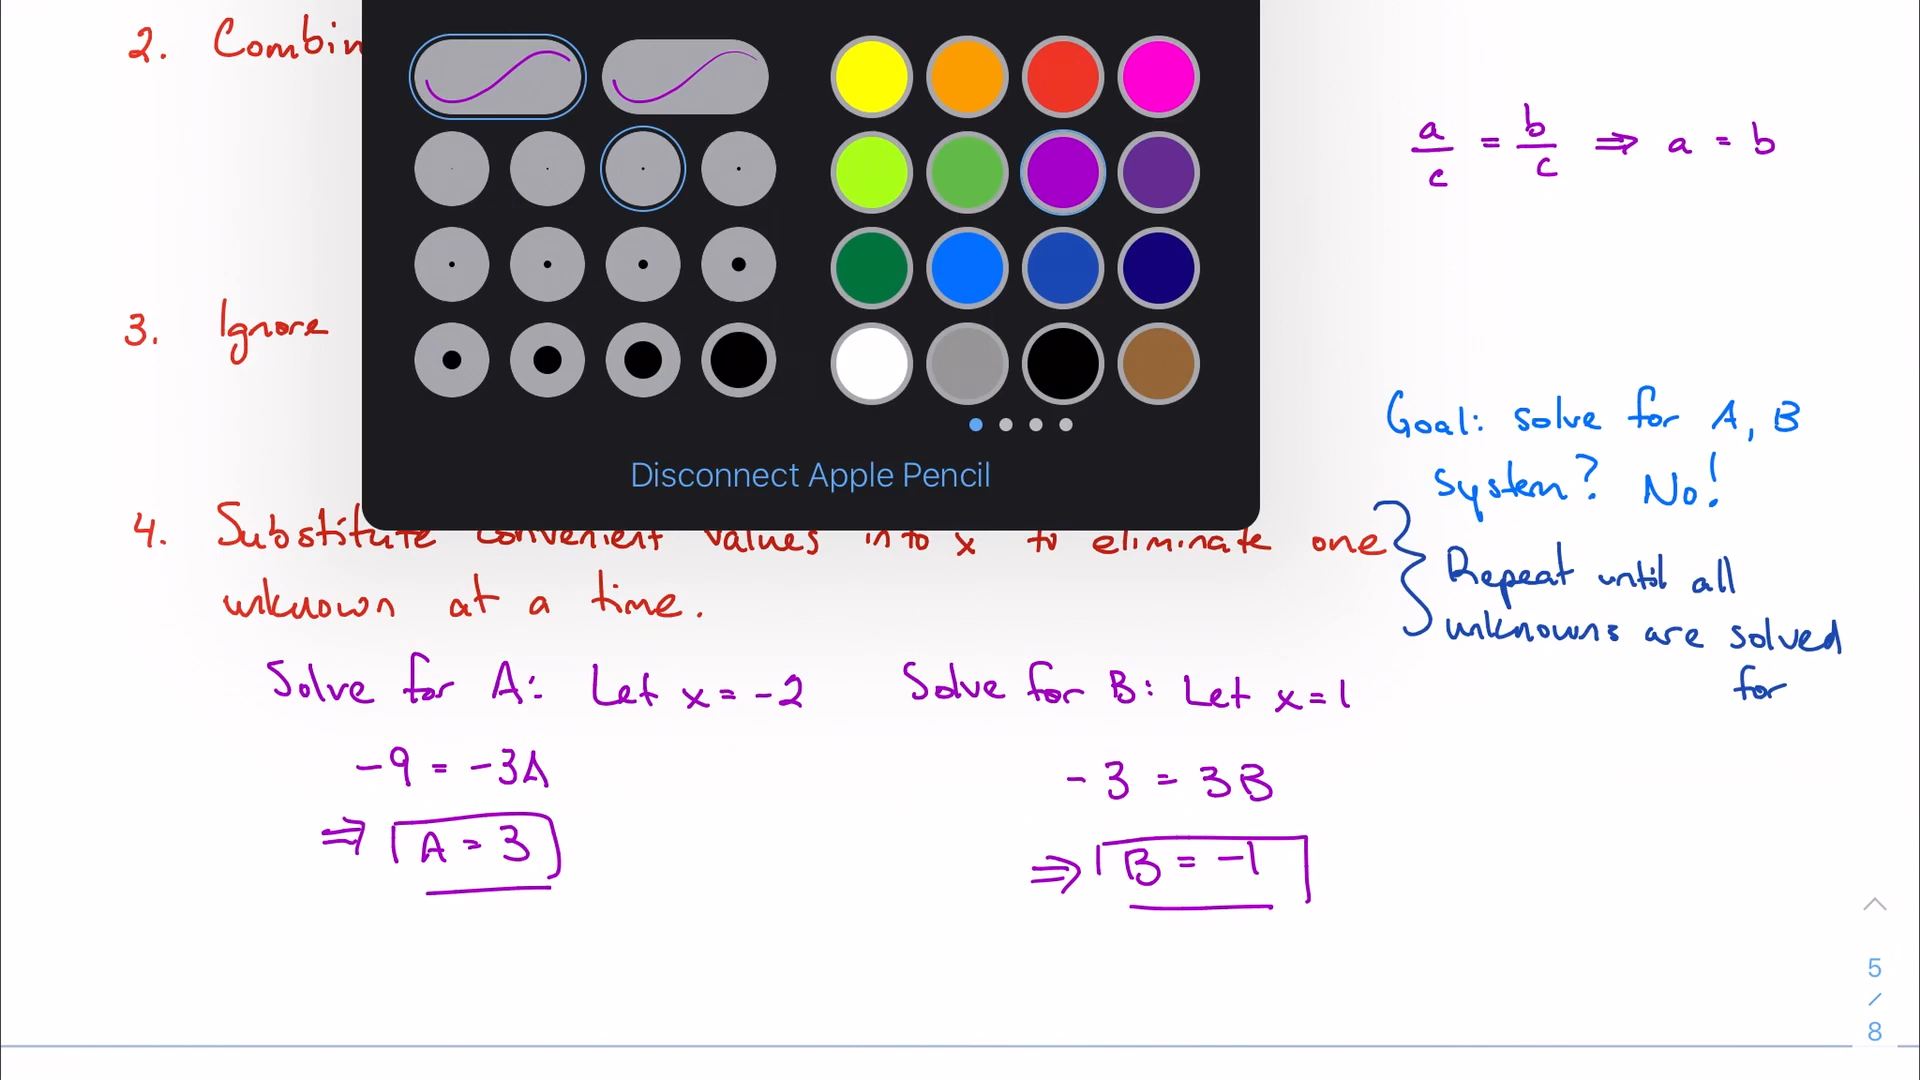 2. Combin
a/c = b/c ⇒ a = b
3. Ignore
Goal: solve for A, B
system? No!
Disconnect Apple Pencil
4. Substitute convenient values into x to eliminate one
unknown at a time.
Repeat until all
unknowns are solved
for
Solve for A: Let x = -2
-9 = -3A
⇒ A = 3
Solve for B: Let x = 1
-3 = 3B
⇒ B = -1
5
/
8